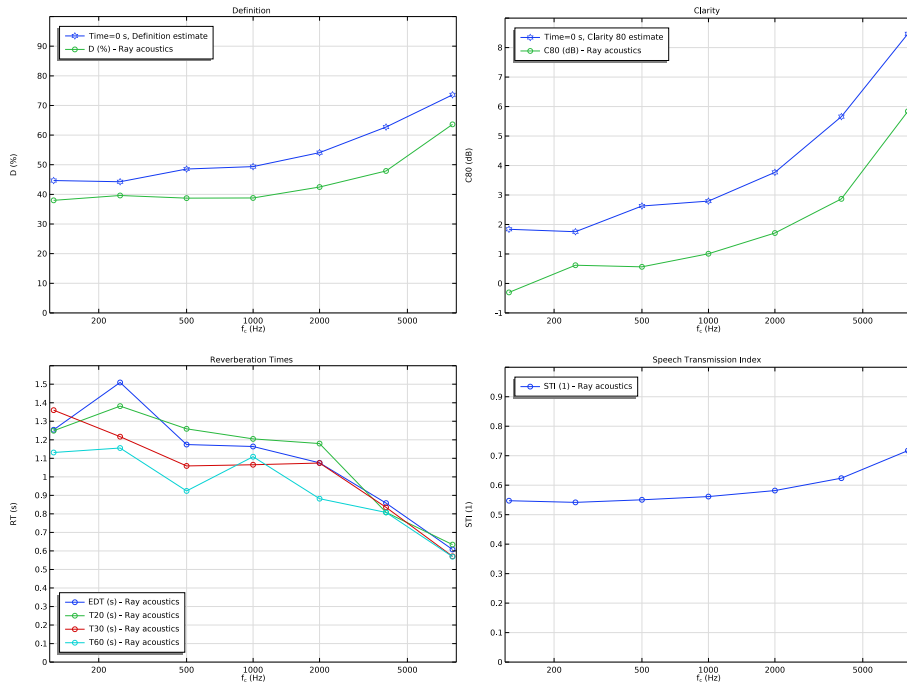 Definition
Time=0 s, Definition estimate
D (%) – Ray acoustics
90
80
70
60
50
40
30
20
10
0
D (%)
200 500 1000 2000 5000
f_c (Hz)
Clarity
Time=0 s, Clarity 80 estimate
C80 (dB) – Ray acoustics
8
7
6
5
4
3
2
1
0
-1
C80 (dB)
200 500 1000 2000 5000
f_c (Hz)
Reverberation Times
1.5
1.4
1.3
1.2
1.1
1
0.9
0.8
0.7
0.6
0.5
0.4
0.3
0.2
0.1
0
RT (s)
EDT (s) – Ray acoustics
T20 (s) – Ray acoustics
T30 (s) – Ray acoustics
T60 (s) – Ray acoustics
200 500 1000 2000 5000
f_c (Hz)
Speech Transmission Index
STI (1) – Ray acoustics
0.9
0.8
0.7
0.6
0.5
0.4
0.3
0.2
0.1
0
STI (1)
200 500 1000 2000 5000
f_c (Hz)